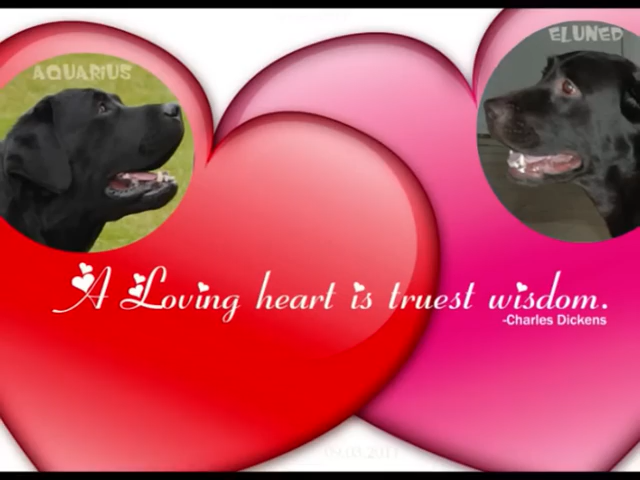 AQUARIUS
ELUNED
A Loving heart is truest wisdom.
-Charles Dickens